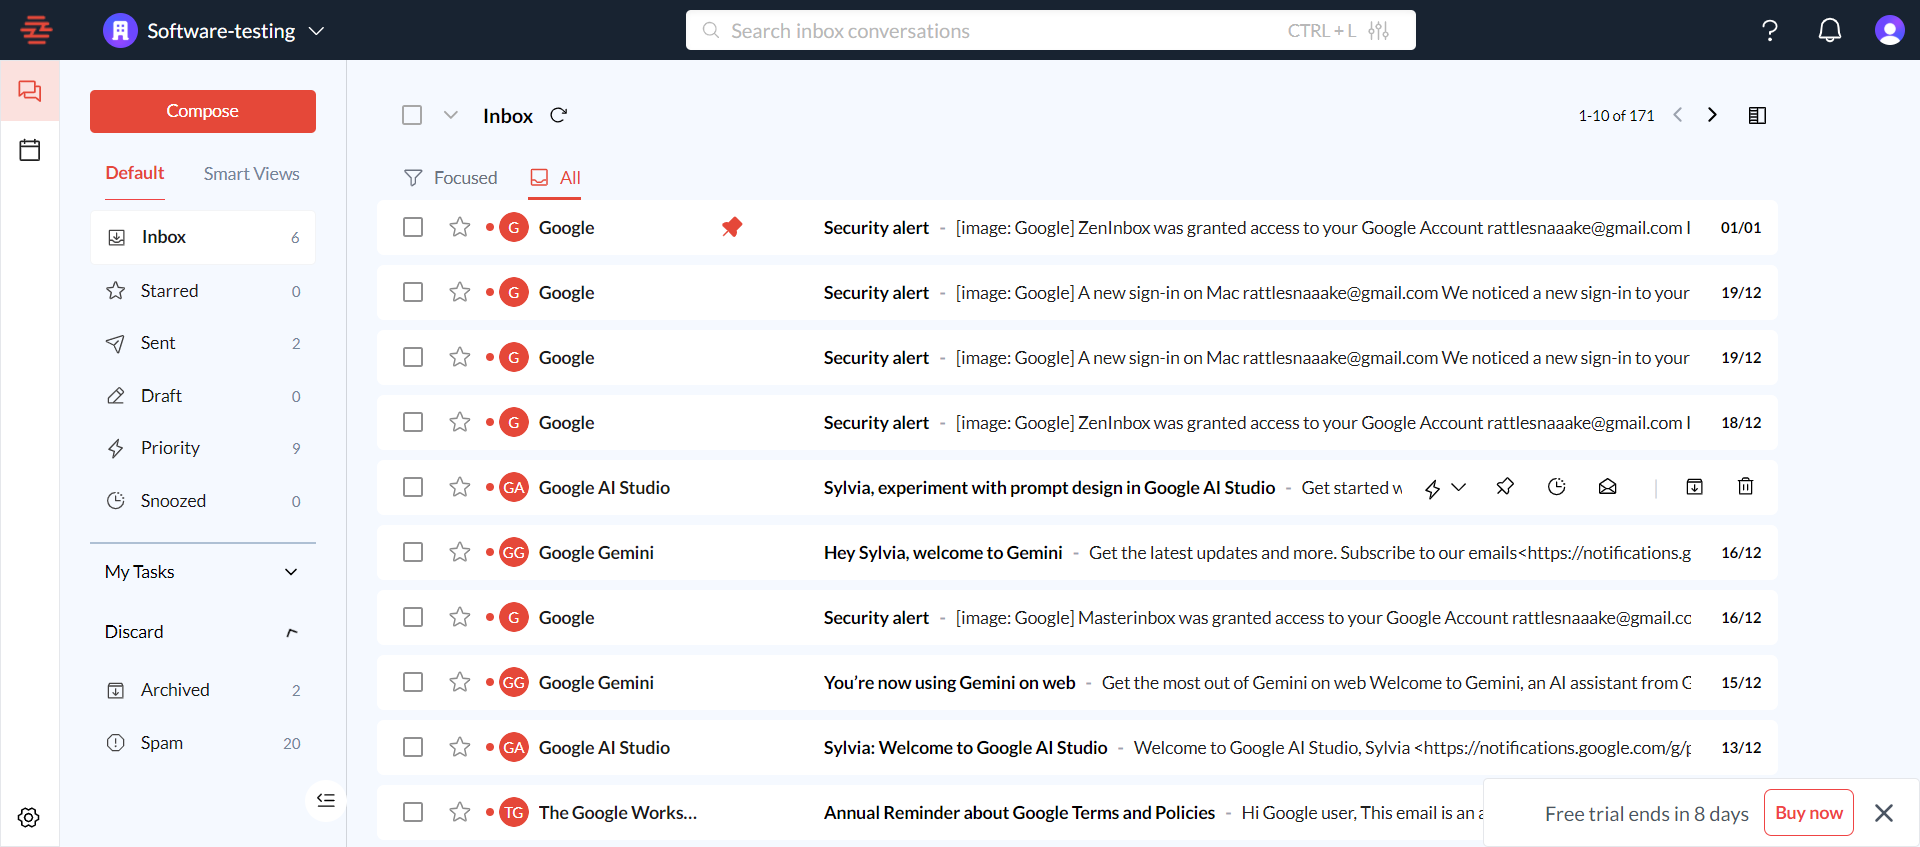 Software-testing
Search inbox conversations CTRL + L
Compose
Default Smart Views
Inbox 6
Starred 0
Sent 2
Draft 0
Priority 9
Snoozed 0
My Tasks
Discard
Archived 2
Spam 20
Inbox 1-10 of 171
Focused All
G Google Security alert - [image: Google] ZenInbox was granted access to your Google Account rattlesnaaake@gmail.com I 01/01
G Google Security alert - [image: Google] A new sign-in on Mac rattlesnaaake@gmail.com We noticed a new sign-in to your 19/12
G Google Security alert - [image: Google] A new sign-in on Mac rattlesnaaake@gmail.com We noticed a new sign-in to your 19/12
G Google Security alert - [image: Google] ZenInbox was granted access to your Google Account rattlesnaaake@gmail.com I 18/12
GA Google AI Studio Sylvia, experiment with prompt design in Google AI Studio - Get started
GG Google Gemini Hey Sylvia, welcome to Gemini - Get the latest updates and more. Subscribe to our emails<https://notifications.g 16/12
G Google Security alert - [image: Google] Masterinbox was granted access to your Google Account rattlesnaaake@gmail.co 16/12
GG Google Gemini You’re now using Gemini on web - Get the most out of Gemini on web Welcome to Gemini, an AI assistant from G 15/12
GA Google AI Studio Sylvia: Welcome to Google AI Studio - Welcome to Google AI Studio, Sylvia <https://notifications.google.com/g/p 13/12
TG The Google Works... Annual Reminder about Google Terms and Policies - Hi Google user, This email is an
Free trial ends in 8 days Buy now